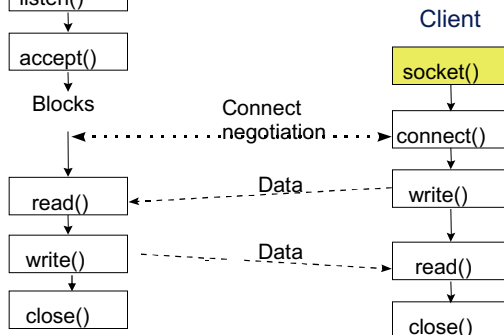 listen()
Client
accept()
socket()
Blocks
Connect
negotiation
connect()
Data
read()
write()
Data
write()
read()
close()
close()